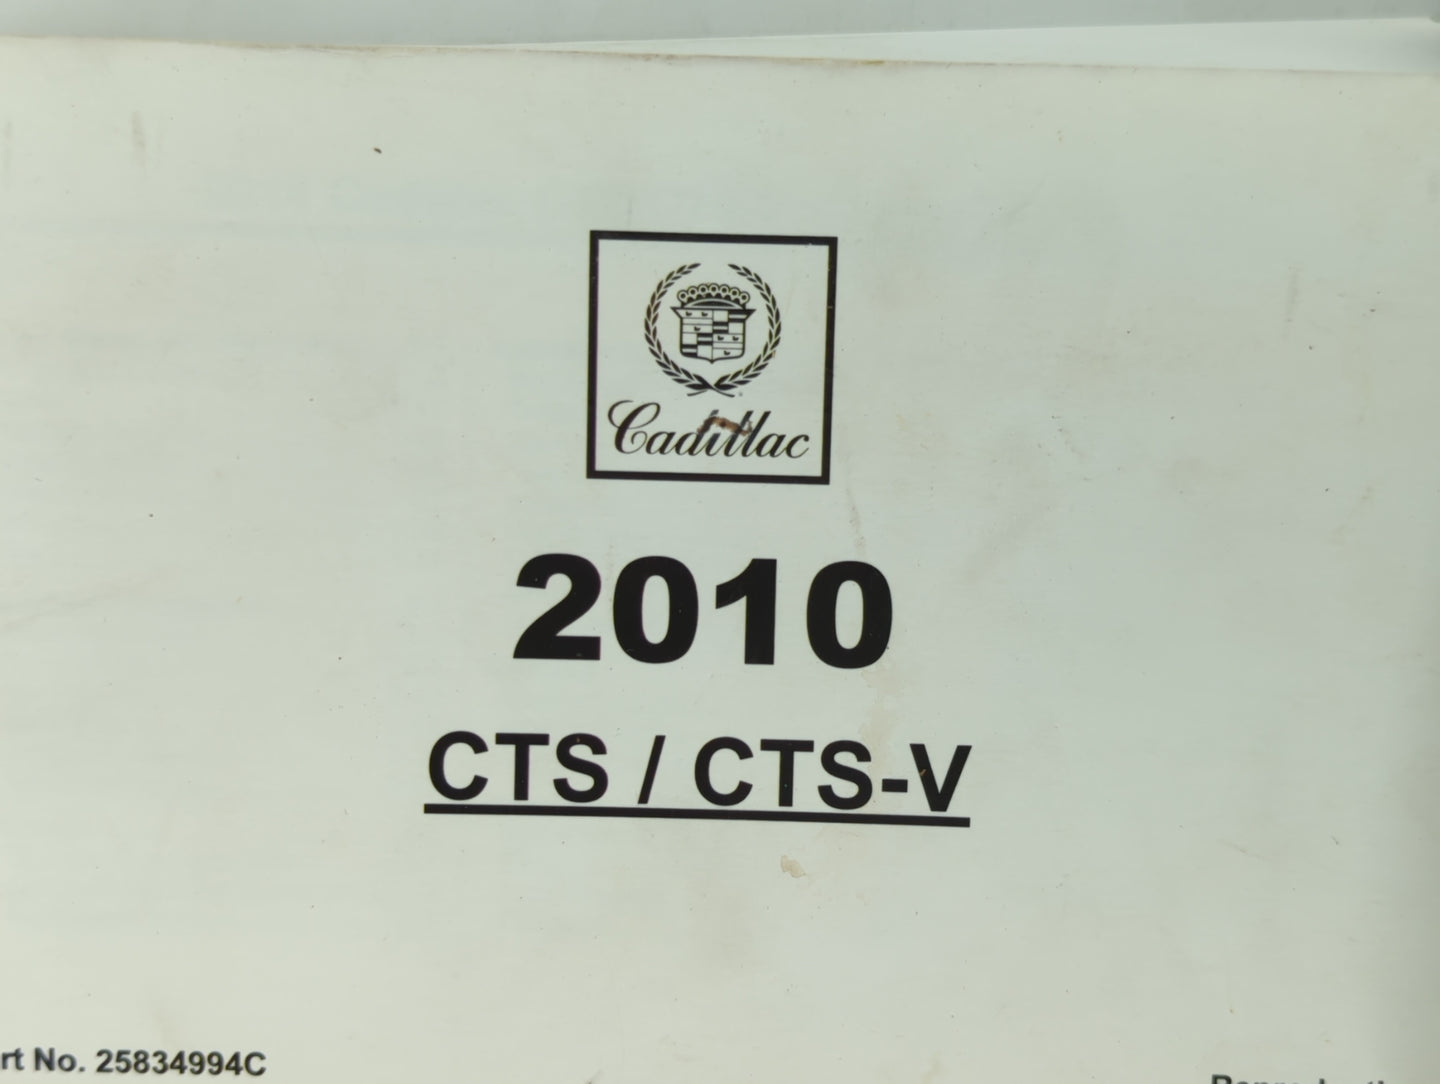 Cadillac
2010
CTS / CTS-V
rt No. 25834994C